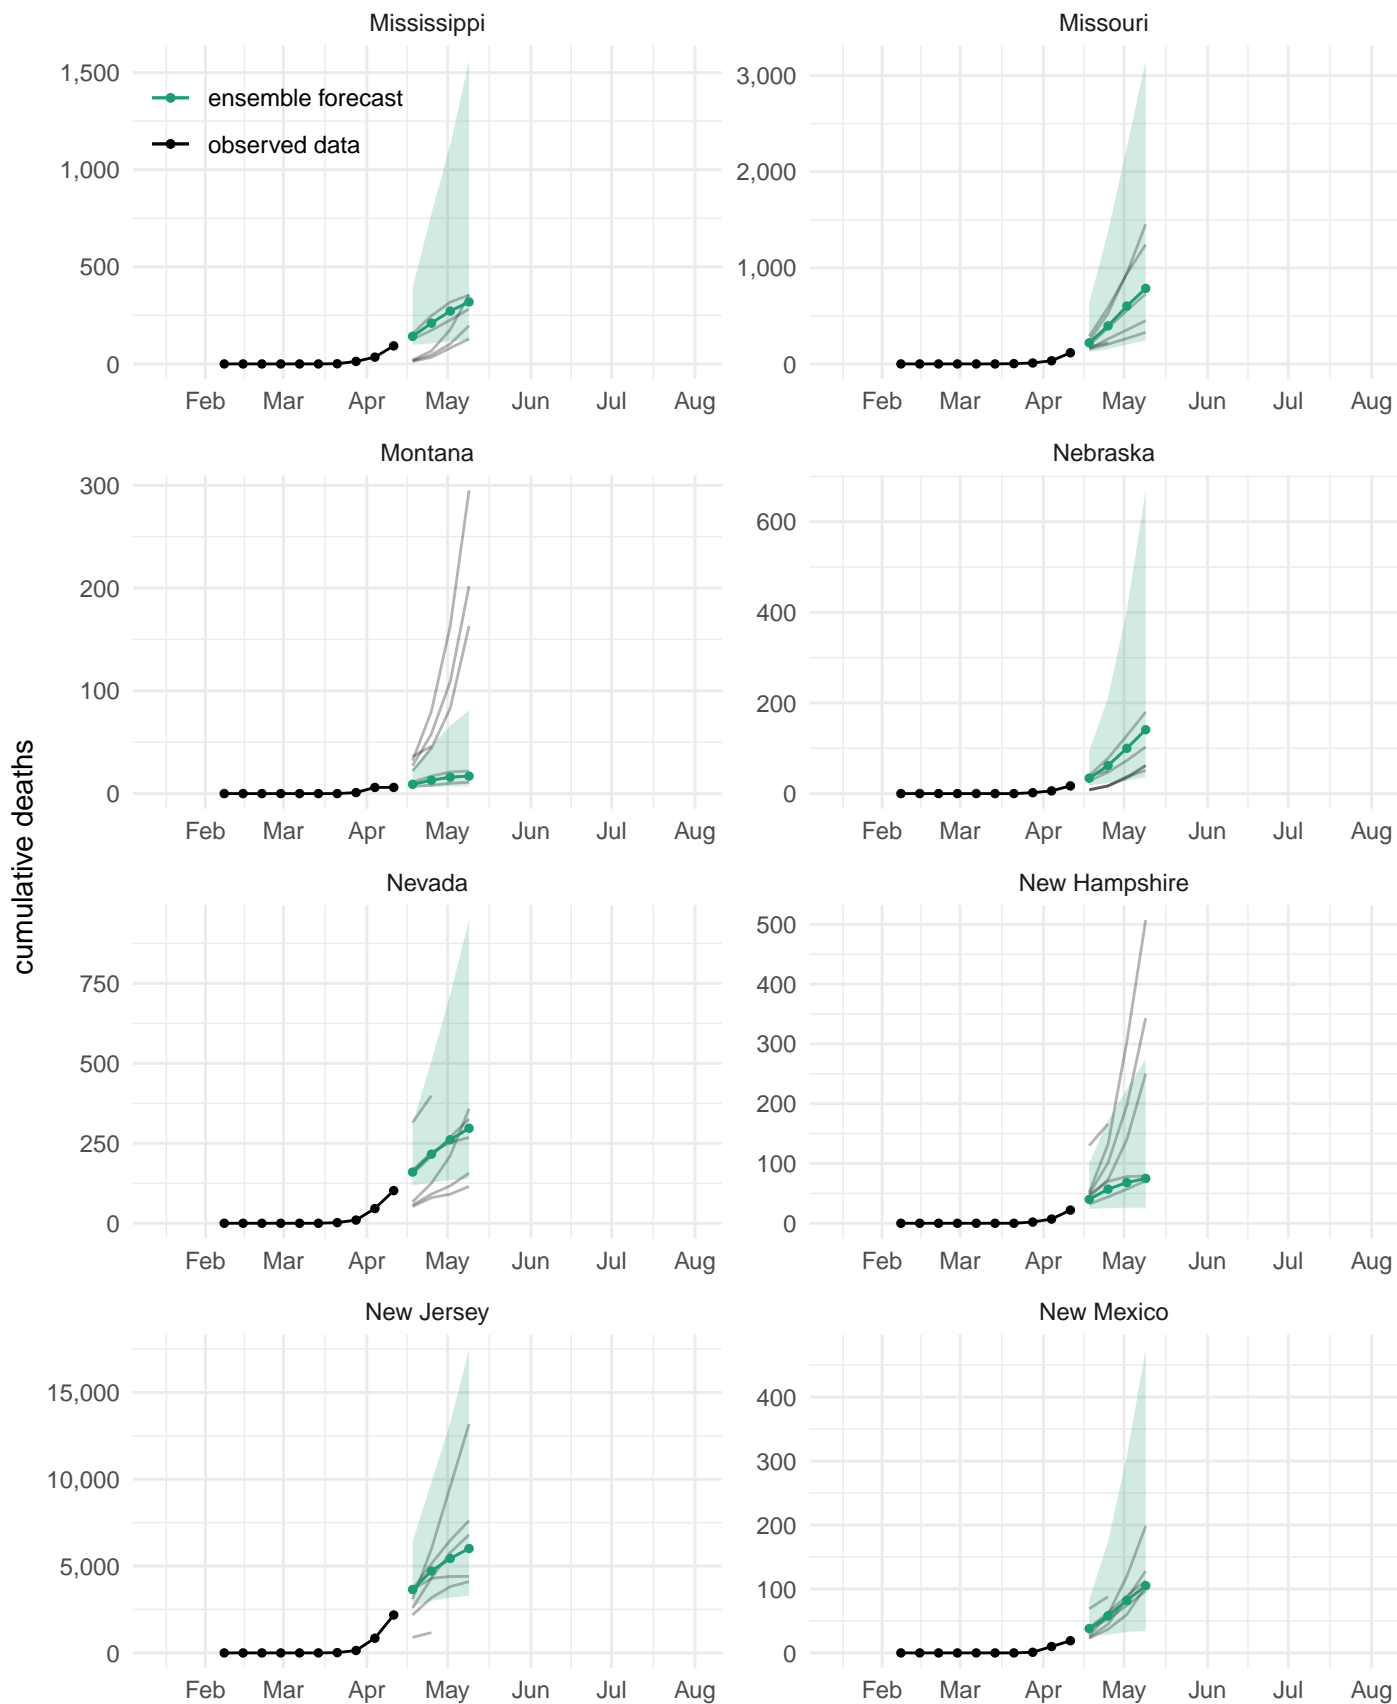 cumulative deaths
Mississippi
1,500
1,000
500
0
ensemble forecast
observed data
Feb Mar Apr May Jun Jul Aug
Missouri
3,000
2,000
1,000
0
Feb Mar Apr May Jun Jul Aug
Montana
300
200
100
0
Feb Mar Apr May Jun Jul Aug
Nebraska
600
400
200
0
Feb Mar Apr May Jun Jul Aug
Nevada
750
500
250
0
Feb Mar Apr May Jun Jul Aug
New Hampshire
500
400
300
200
100
0
Feb Mar Apr May Jun Jul Aug
New Jersey
15,000
10,000
5,000
0
Feb Mar Apr May Jun Jul Aug
New Mexico
400
300
200
100
0
Feb Mar Apr May Jun Jul Aug